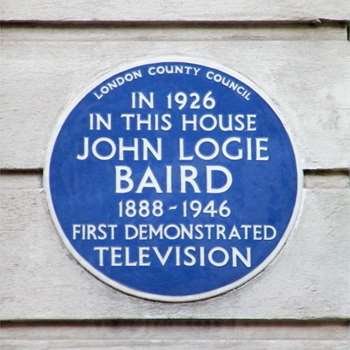 LONDON COUNTY COUNCIL
IN 1926
IN THIS HOUSE
JOHN LOGIE
BAIRD
1888-1946
FIRST DEMONSTRATED
TELEVISION